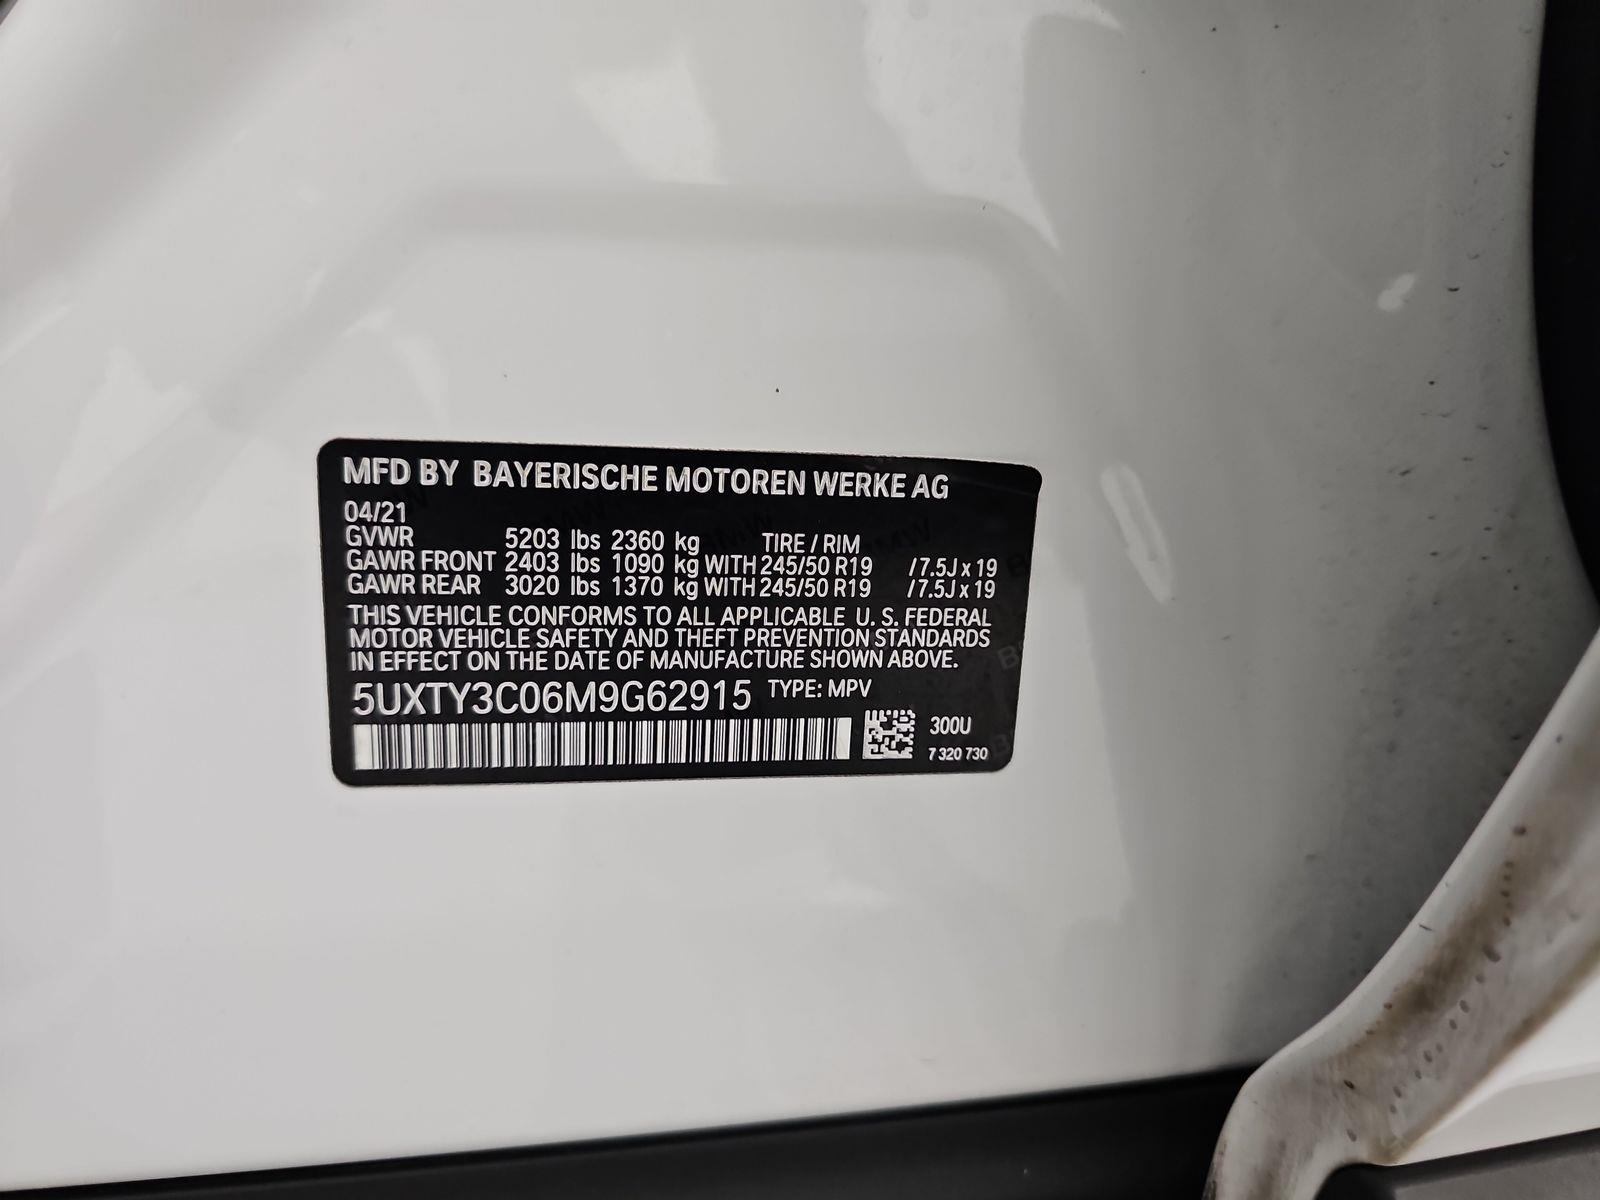 MFD BY BAYERISCHE MOTOREN WERKE AG
04/21
GVWR 5203 lbs 2360 kg TIRE / RIM
GAWR FRONT 2403 lbs 1090 kg WITH 245/50 R19 / 7.5J x 19
GAWR REAR 3020 lbs 1370 kg WITH 245/50 R19 / 7.5J x 19
THIS VEHICLE CONFORMS TO ALL APPLICABLE U. S. FEDERAL
MOTOR VEHICLE SAFETY AND THEFT PREVENTION STANDARDS
IN EFFECT ON THE DATE OF MANUFACTURE SHOWN ABOVE.
5UXTY3C06M9G62915 TYPE: MPV
300U
7 320 730